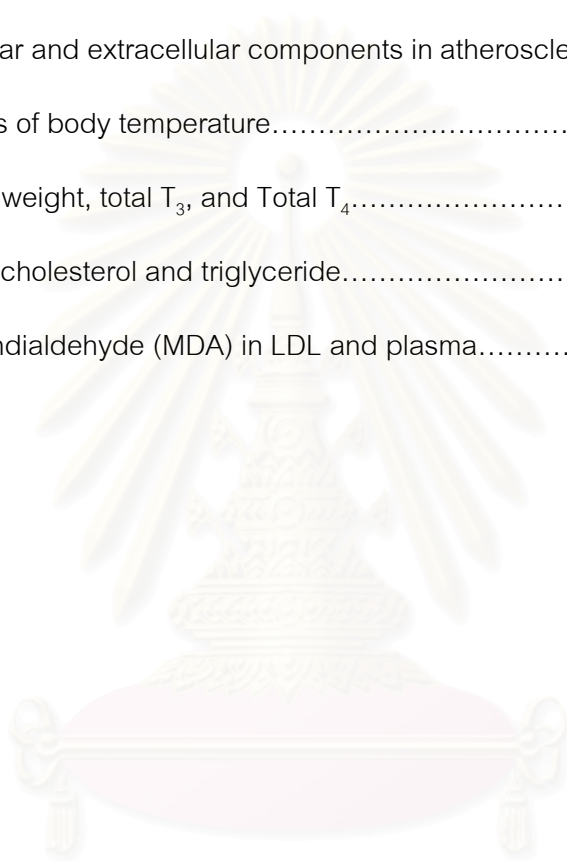 ar and extracellular components in atheroscle
s of body temperature……………………………
weight, total T₃, and Total T₄……………………
cholesterol and triglyceride……………………
ndialdehyde (MDA) in LDL and plasma…………